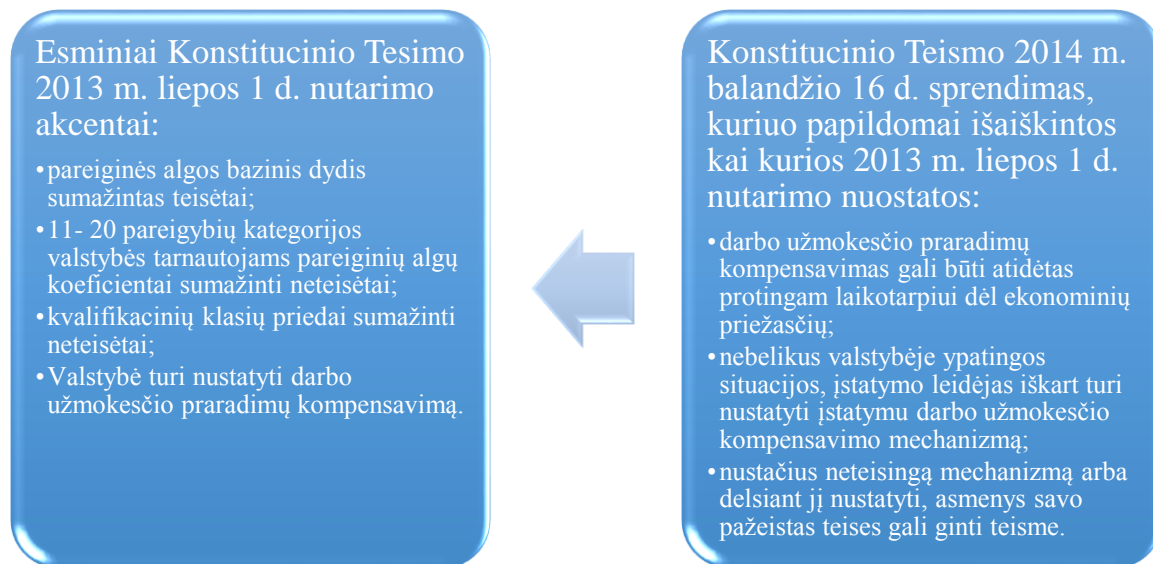 Esminiai Konstitucinio Tesimo
2013 m. liepos 1 d. nutarimo
akcentai:
•pareiginės algos bazinis dydis
sumažintas teisėtai;
•11- 20 pareigybių kategorijos
valstybės tarnautojams pareiginių algų
koeficientai sumažinti neteisėtai;
•kvalifikacinių klasių priedai sumažinti
neteisėtai;
•Valstybė turi nustatyti darbo
užmokesčio praradimų kompensavimą.
Konstitucinio Teismo 2014 m.
balandžio 16 d. sprendimas,
kuriuo papildomai išaiškintos
kai kurios 2013 m. liepos 1 d.
nutarimo nuostatos:
•darbo užmokesčio praradimų
kompensavimas gali būti atidėtas
protingam laikotarpiui dėl ekonominių
priežasčių;
•nebelikus valstybėje ypatingos
situacijos, įstatymo leidėjas iškart turi
nustatyti įstatymu darbo užmokesčio
kompensavimo mechanizmą;
•nustačius neteisingą mechanizmą arba
delsiant jį nustatyti, asmenys savo
pažeistas teises gali ginti teisme.